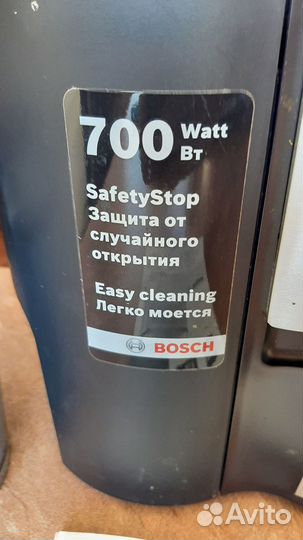 700 Watt
Вт
SafetyStop
Защита от
случайного
открытия
Easy cleaning
Легко моется
BOSCH
Avito